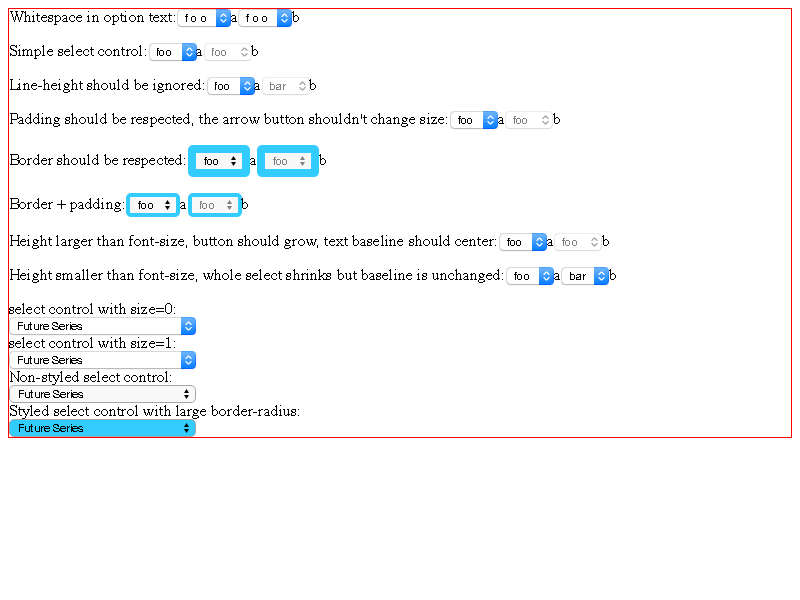 Whitespace in option text: f o o a f o o b
Simple select control: foo a foo b
Line-height should be ignored: foo a bar b
Padding should be respected, the arrow button shouldn't change size: foo a foo b
Border should be respected: foo a foo b
Border + padding: foo a foo b
Height larger than font-size, button should grow, text baseline should center: foo a foo b
Height smaller than font-size, whole select shrinks but baseline is unchanged: foo a bar b
select control with size=0:
Future Series
select control with size=1:
Future Series
Non-styled select control:
Future Series
Styled select control with large border-radius:
Future Series